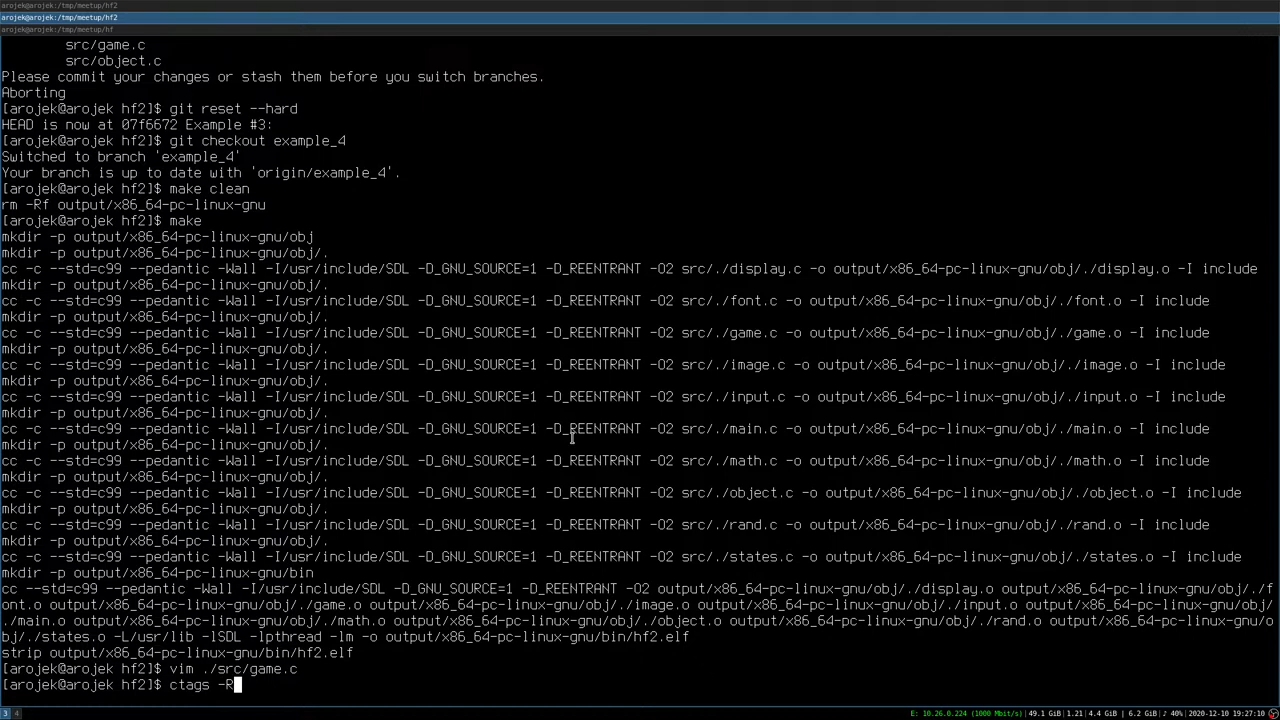 arojek@arojek:/tmp/meetup/hf2
arojek@arojek:/tmp/meetup/hf2
arojek@arojek:/tmp/meetup/hf
src/game.c
src/object.c
Please commit your changes or stash them before you switch branches.
Aborting
[arojek@arojek hf2]$ git reset --hard
HEAD is now at 07f6672 Example #3:
[arojek@arojek hf2]$ git checkout example_4
Switched to branch 'example_4'
Your branch is up to date with 'origin/example_4'.
[arojek@arojek hf2]$ make clean
rm -Rf output/x86_64-pc-linux-gnu
[arojek@arojek hf2]$ make
mkdir -p output/x86_64-pc-linux-gnu/obj
mkdir -p output/x86_64-pc-linux-gnu/obj/.
cc -c --std=c99 --pedantic -Wall -I/usr/include/SDL -D_GNU_SOURCE=1 -D_REENTRANT -O2 src/./display.c -o output/x86_64-pc-linux-gnu/obj/./display.o -I include
mkdir -p output/x86_64-pc-linux-gnu/obj/.
cc -c --std=c99 --pedantic -Wall -I/usr/include/SDL -D_GNU_SOURCE=1 -D_REENTRANT -O2 src/./font.c -o output/x86_64-pc-linux-gnu/obj/./font.o -I include
mkdir -p output/x86_64-pc-linux-gnu/obj/.
cc -c --std=c99 --pedantic -Wall -I/usr/include/SDL -D_GNU_SOURCE=1 -D_REENTRANT -O2 src/./game.c -o output/x86_64-pc-linux-gnu/obj/./game.o -I include
mkdir -p output/x86_64-pc-linux-gnu/obj/.
cc -c --std=c99 --pedantic -Wall -I/usr/include/SDL -D_GNU_SOURCE=1 -D_REENTRANT -O2 src/./image.c -o output/x86_64-pc-linux-gnu/obj/./image.o -I include
mkdir -p output/x86_64-pc-linux-gnu/obj/.
cc -c --std=c99 --pedantic -Wall -I/usr/include/SDL -D_GNU_SOURCE=1 -D_REENTRANT -O2 src/./input.c -o output/x86_64-pc-linux-gnu/obj/./input.o -I include
mkdir -p output/x86_64-pc-linux-gnu/obj/.
cc -c --std=c99 --pedantic -Wall -I/usr/include/SDL -D_GNU_SOURCE=1 -D_REENTRANT -O2 src/./main.c -o output/x86_64-pc-linux-gnu/obj/./main.o -I include
mkdir -p output/x86_64-pc-linux-gnu/obj/.
cc -c --std=c99 --pedantic -Wall -I/usr/include/SDL -D_GNU_SOURCE=1 -D_REENTRANT -O2 src/./math.c -o output/x86_64-pc-linux-gnu/obj/./math.o -I include
mkdir -p output/x86_64-pc-linux-gnu/obj/.
cc -c --std=c99 --pedantic -Wall -I/usr/include/SDL -D_GNU_SOURCE=1 -D_REENTRANT -O2 src/./object.c -o output/x86_64-pc-linux-gnu/obj/./object.o -I include
mkdir -p output/x86_64-pc-linux-gnu/obj/.
cc -c --std=c99 --pedantic -Wall -I/usr/include/SDL -D_GNU_SOURCE=1 -D_REENTRANT -O2 src/./rand.c -o output/x86_64-pc-linux-gnu/obj/./rand.o -I include
mkdir -p output/x86_64-pc-linux-gnu/obj/.
cc -c --std=c99 --pedantic -Wall -I/usr/include/SDL -D_GNU_SOURCE=1 -D_REENTRANT -O2 src/./states.c -o output/x86_64-pc-linux-gnu/obj/./states.o -I include
mkdir -p output/x86_64-pc-linux-gnu/bin
cc --std=c99 --pedantic -Wall -I/usr/include/SDL -D_GNU_SOURCE=1 -D_REENTRANT -O2 output/x86_64-pc-linux-gnu/obj/./display.o output/x86_64-pc-linux-gnu/obj/./f
ont.o output/x86_64-pc-linux-gnu/obj/./game.o output/x86_64-pc-linux-gnu/obj/./image.o output/x86_64-pc-linux-gnu/obj/./input.o output/x86_64-pc-linux-gnu/obj/
./main.o output/x86_64-pc-linux-gnu/obj/./math.o output/x86_64-pc-linux-gnu/obj/./object.o output/x86_64-pc-linux-gnu/obj/./rand.o output/x86_64-pc-linux-gnu/o
bj/./states.o -L/usr/lib -lSDL -lpthread -lm -o output/x86_64-pc-linux-gnu/bin/hf2.elf
strip output/x86_64-pc-linux-gnu/bin/hf2.elf
[arojek@arojek hf2]$ vim ./src/game.c
[arojek@arojek hf2]$ ctags -R
3 4 E: 10.26.0.224 (1000 Mbit/s)| 49.1 GiB| 1.21| 4.4 GiB | 6.2 GiB| ♪ 40%| 2020-12-10 19:27:10